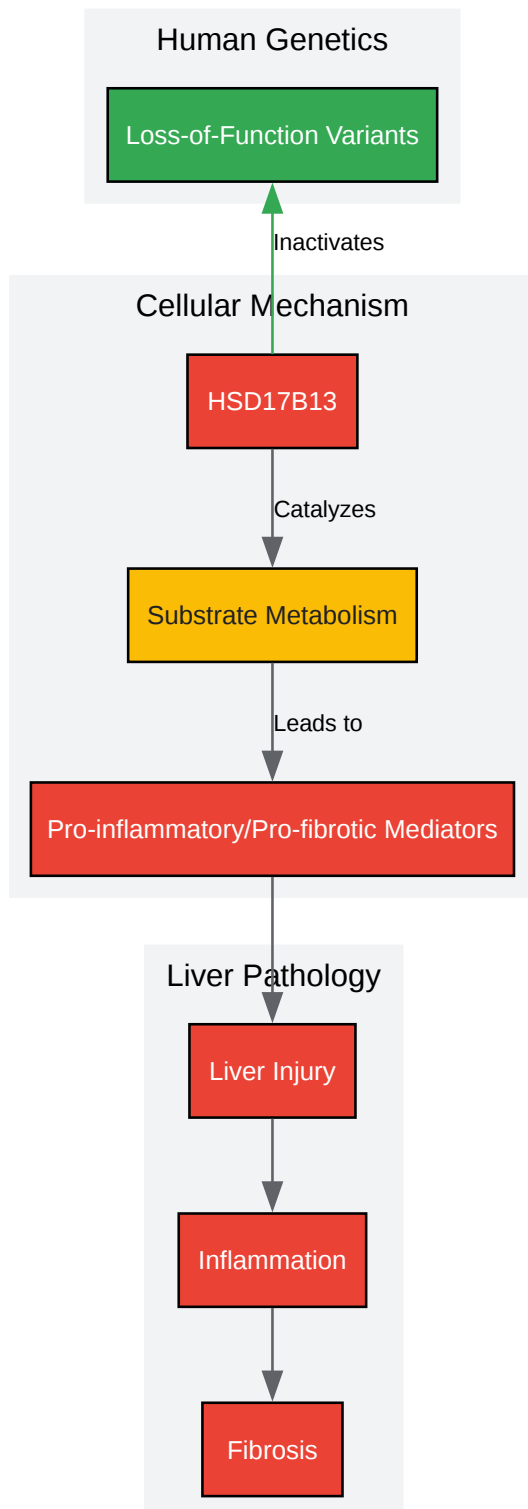 Human Genetics
Loss-of-Function Variants
Inactivates
Cellular Mechanism
HSD17B13
Catalyzes
Substrate Metabolism
Leads to
Pro-inflammatory/Pro-fibrotic Mediators
Liver Pathology
Liver Injury
Inflammation
Fibrosis